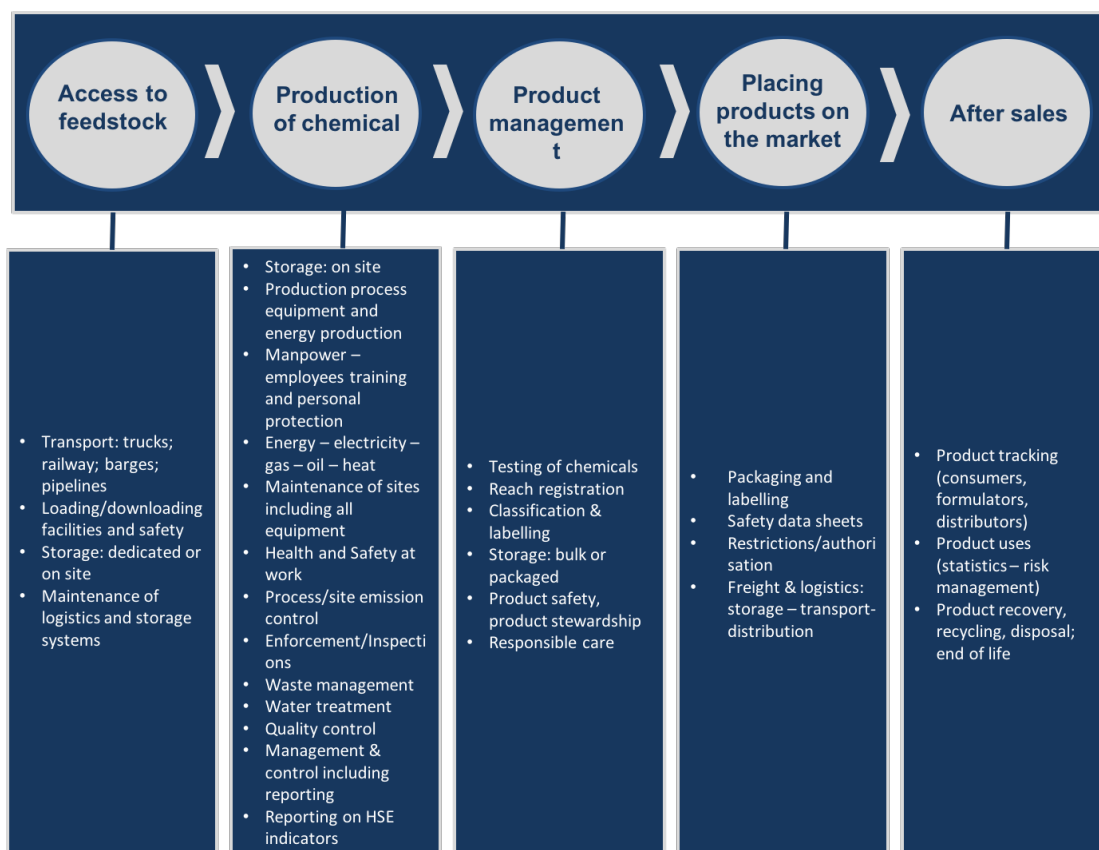 Access to
feedstock
Production
of chemical
Product
managemen
t
Placing
products on
the market
After sales
• Transport: trucks;
railway; barges;
pipelines
• Loading/downloading
facilities and safety
• Storage: dedicated or
on site
• Maintenance of
logistics and storage
systems
• Storage: on site
• Production process
equipment and
energy production
• Manpower –
employees training
and personal
protection
• Energy – electricity –
gas – oil – heat
• Maintenance of sites
including all
equipment
• Health and Safety at
work
• Process/site emission
control
• Enforcement/Inspecti
ons
• Waste management
• Water treatment
• Quality control
• Management &
control including
reporting
• Reporting on HSE
indicators
• Testing of chemicals
• Reach registration
• Classification &
labelling
• Storage: bulk or
packaged
• Product safety,
product stewardship
• Responsible care
• Packaging and
labelling
• Safety data sheets
• Restrictions/authori
sation
• Freight & logistics:
storage – transport-
distribution
• Product tracking
(consumers,
formulators,
distributors)
• Product uses
(statistics – risk
management)
• Product recovery,
recycling, disposal;
end of life